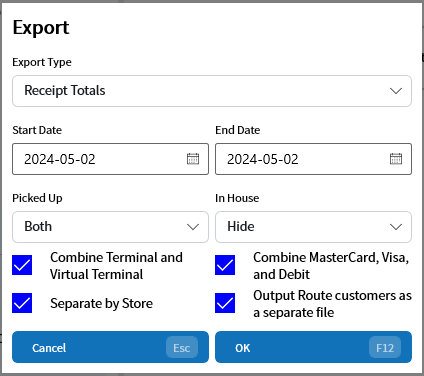 Export
Export Type
Receipt Totals
Start Date
End Date
2024-05-02
2024-05-02
Picked Up
In House
Both
Hide
Combine Terminal and
Virtual Terminal
Combine MasterCard, Visa,
and Debit
Separate by Store
Output Route customers as
a separate file
Cancel Esc
OK F12